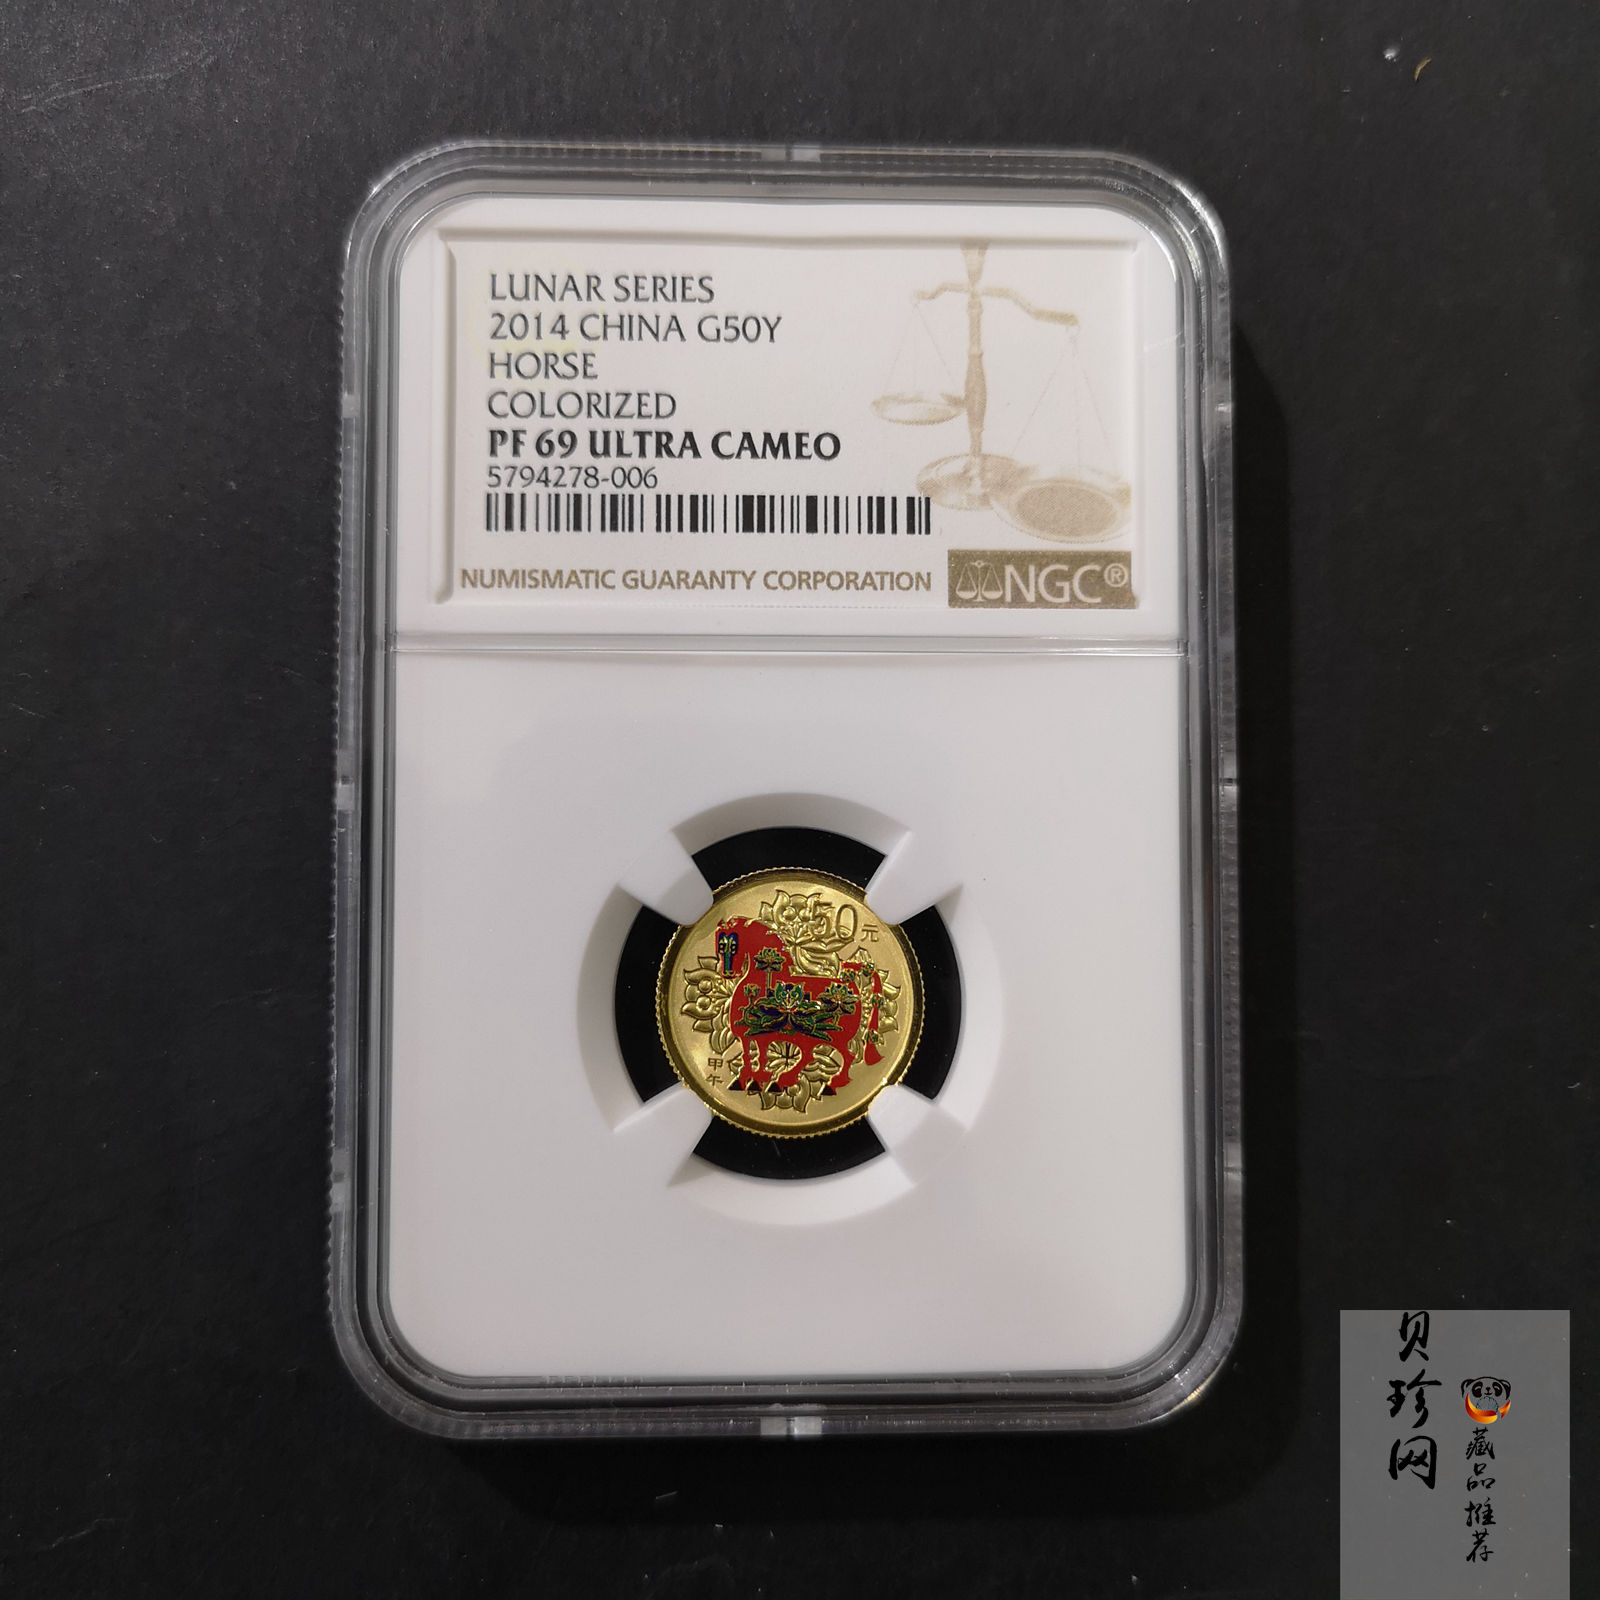 LUNAR SERIES
2014 CHINA G50Y
HORSE
COLORIZED
PF 69 ULTRA CAMEO
5794278-006
NUMISMATIC GUARANTY CORPORATION
NGC®
50元
甲午
贝珍网
藏品推荐